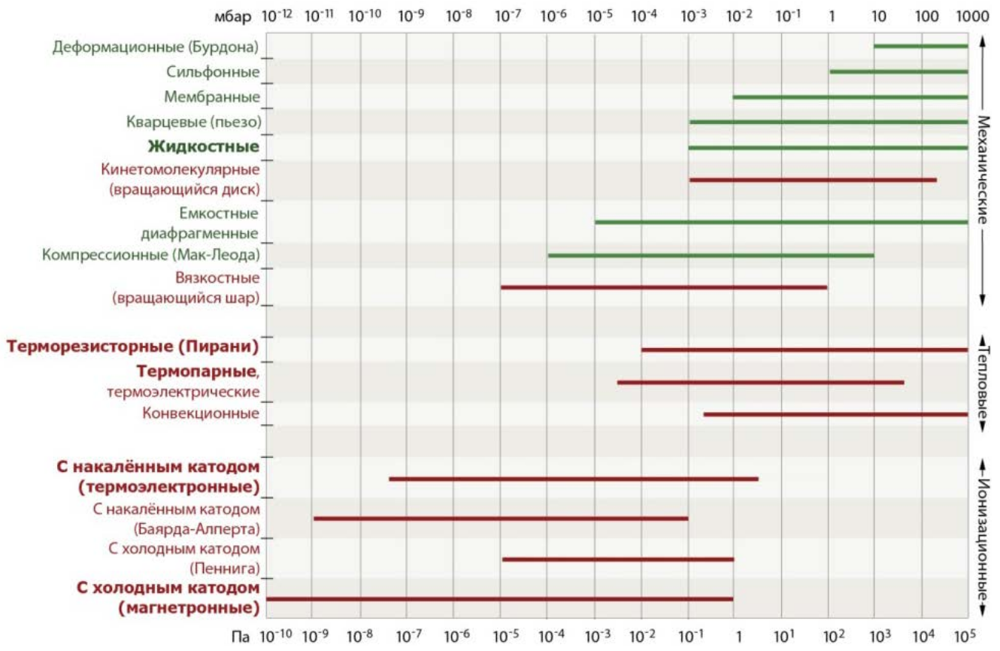 мбар 10⁻¹² 10⁻¹¹ 10⁻¹⁰ 10⁻⁹ 10⁻⁸ 10⁻⁷ 10⁻⁶ 10⁻⁵ 10⁻⁴ 10⁻³ 10⁻² 10⁻¹ 1 10 100 1000
Деформационные (Бурдона)
Сильфонные
Мембранные
Кварцевые (пьезо)
Жидкостные
Кинетомолекулярные
(вращающийся диск)
Емкостные
диафрагменные
Компрессионные (Мак-Леода)
Вязкостные
(вращающийся шар)
Механические
Терморезисторные (Пирани)
Термопарные,
термоэлектрические
Конвекционные
Тепловые
С накалённым катодом
(термоэлектронные)
С накалённым катодом
(Баярда-Алперта)
С холодным катодом
(Пеннига)
С холодным катодом
(магнетронные)
Ионизационные
Па 10⁻¹⁰ 10⁻⁹ 10⁻⁸ 10⁻⁷ 10⁻⁶ 10⁻⁵ 10⁻⁴ 10⁻³ 10⁻² 10⁻¹ 1 10¹ 10² 10³ 10⁴ 10⁵